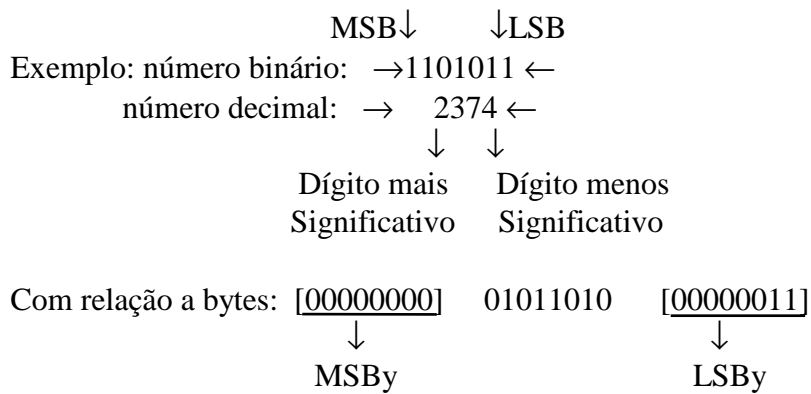 MSB↓ ↓LSB
Exemplo: número binário: →1101011 ←
número decimal: → 2374 ←
↓ ↓
Dígito mais Dígito menos
Significativo Significativo
Com relação a bytes: [00000000] 01011010 [00000011]
↓ ↓
MSBy LSBy